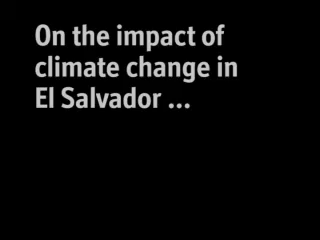 On the impact of
climate change in
El Salvador ...